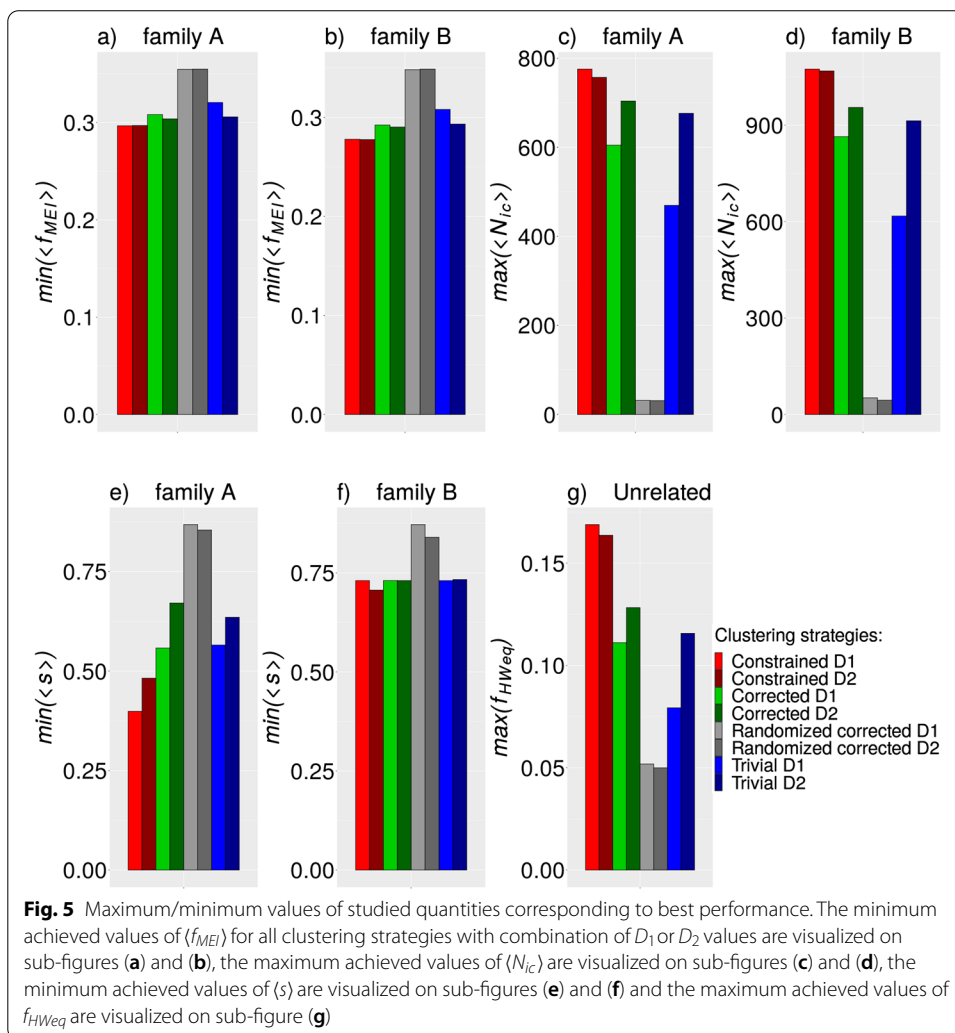 a) family A
b) family B
c) family A
d) family B
min(<f_MEI>)
0.3
0.2
0.1
0.0
min(<f_MEI>)
0.3
0.2
0.1
0.0
max(<N_ic>)
800
600
400
200
0
max(<N_ic>)
900
600
300
0
e) family A
f) family B
g) Unrelated
min(<s>)
0.75
0.50
0.25
0.00
min(<s>)
0.75
0.50
0.25
0.00
max(f_HWeq)
0.15
0.10
0.05
0.00
Clustering strategies:
Constrained D1
Constrained D2
Corrected D1
Corrected D2
Randomized corrected D1
Randomized corrected D2
Trivial D1
Trivial D2
Fig. 5 Maximum/minimum values of studied quantities corresponding to best performance. The minimum
achieved values of ⟨f_MEI⟩ for all clustering strategies with combination of D₁ or D₂ values are visualized on
sub-figures (a) and (b), the maximum achieved values of ⟨N_ic⟩ are visualized on sub-figures (c) and (d), the
minimum achieved values of ⟨s⟩ are visualized on sub-figures (e) and (f) and the maximum achieved values of
f_HWeq are visualized on sub-figure (g)